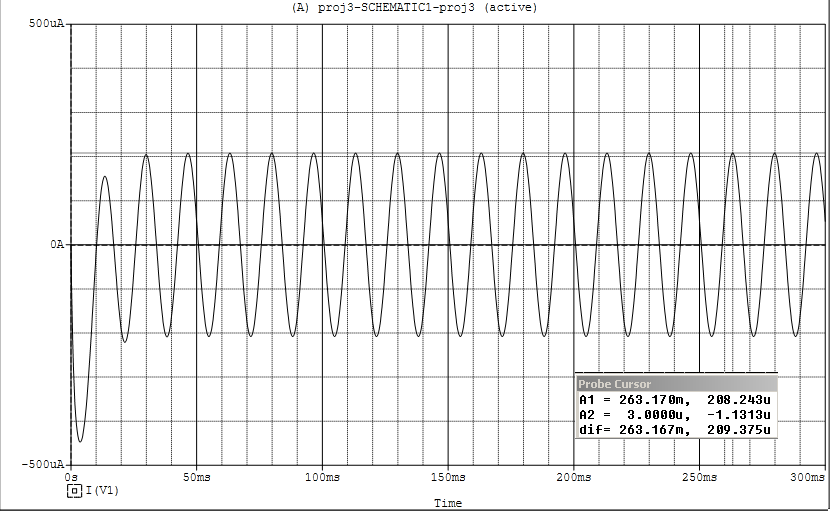 (A) proj3-SCHEMATIC1-proj3 (active)
500uA
0A
-500uA
0s 50ms 100ms 150ms 200ms 250ms 300ms
I(V1)
Time
Probe Cursor
A1 = 263.170m, 208.243u
A2 = 3.0000u, -1.1313u
dif= 263.167m, 209.375u